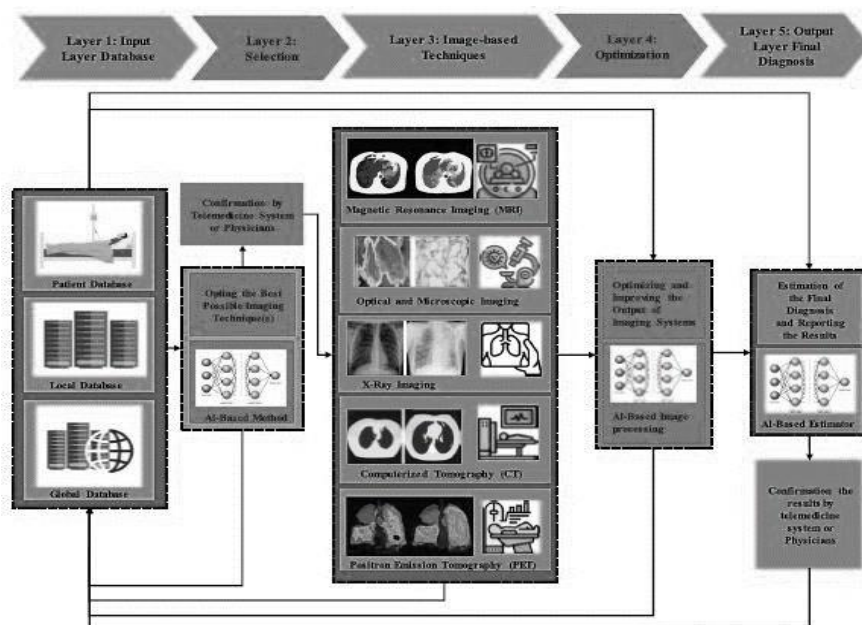 Layer 1: Input
Layer Database
Layer 2:
Selection
Layer 3: Image-based
Techniques
Layer 4:
Optimization
Layer 5: Output
Layer Final
Diagnosis
Patient Database
Local Database
Global Database
Confirmation by
Telemedicine System
or Physicians
Opting the Best
Possible Imaging
Technique(s)
AI-Based Method
Magnetic Resonance Imaging (MRI)
Optical and Microscopic Imaging
X-Ray Imaging
Computerized Tomography (CT)
Positron Emission Tomography (PET)
Optimizing and
Improving the
Output of
Imaging Systems
AI-Based Image
processing
Estimation of
the Final
Diagnosis
and Reporting
the Results
AI-Based Estimator
Confirmation the
results by
telemedicine
system or
Physicians